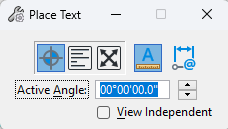 Place Text
A
Active Angle: 00°00'00.0"
View Independent